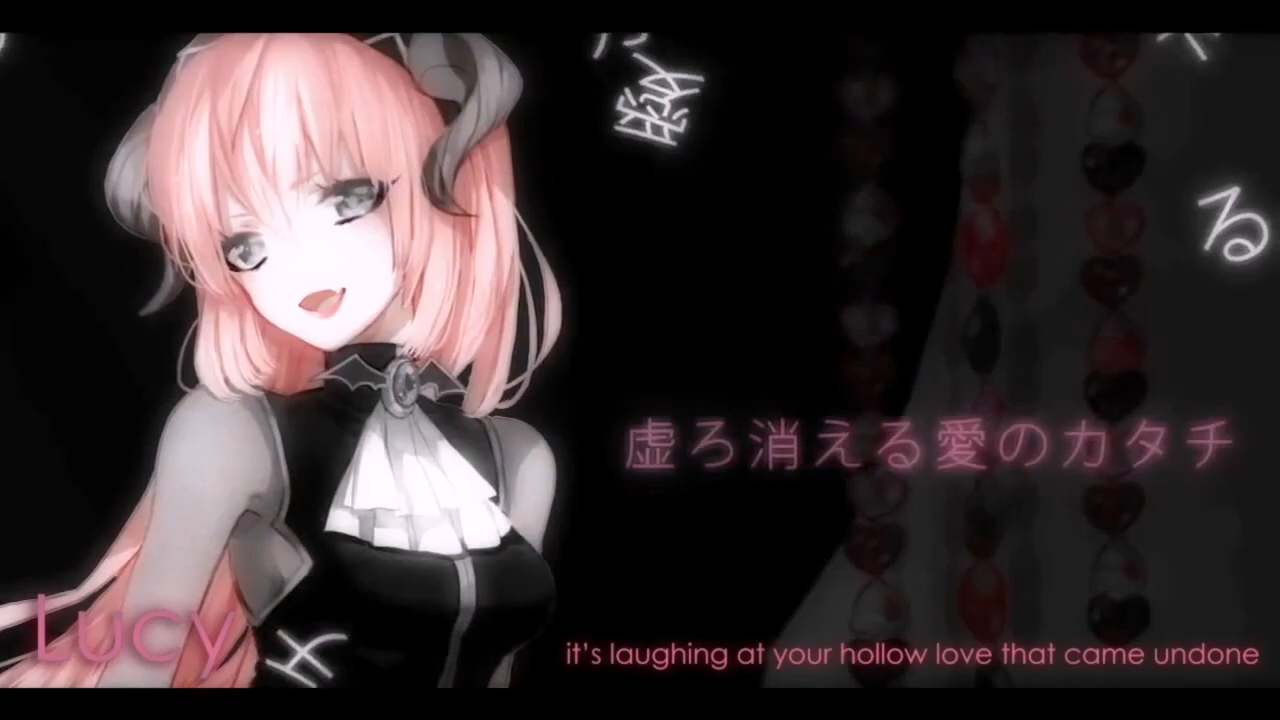 る
虚ろ消える愛のカタチ
Lucy
it's laughing at your hollow love that came undone